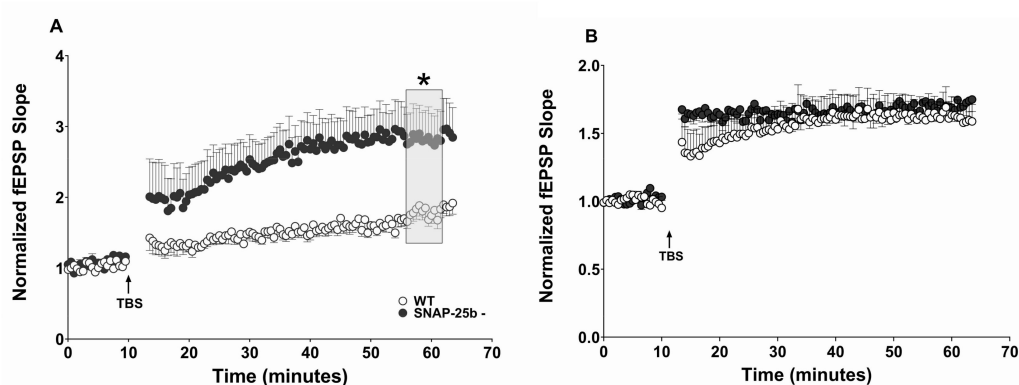 A
Normalized fEPSP Slope
4
3
2
1
0
*
TBS
WT
SNAP-25b -
0 10 20 30 40 50 60 70
Time (minutes)
B
Normalized fEPSP Slope
2.0
1.5
1.0
0.5
0.0
TBS
0 10 20 30 40 50 60 70
Time (minutes)